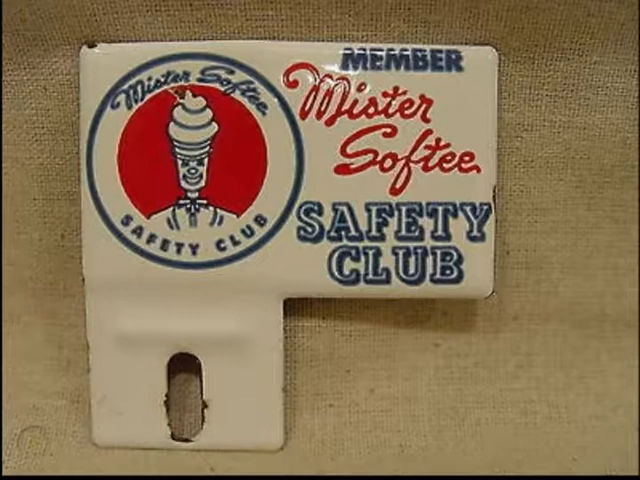 Mister Softee
SAFETY CLUB
MEMBER
Mister
Softee
SAFETY
CLUB